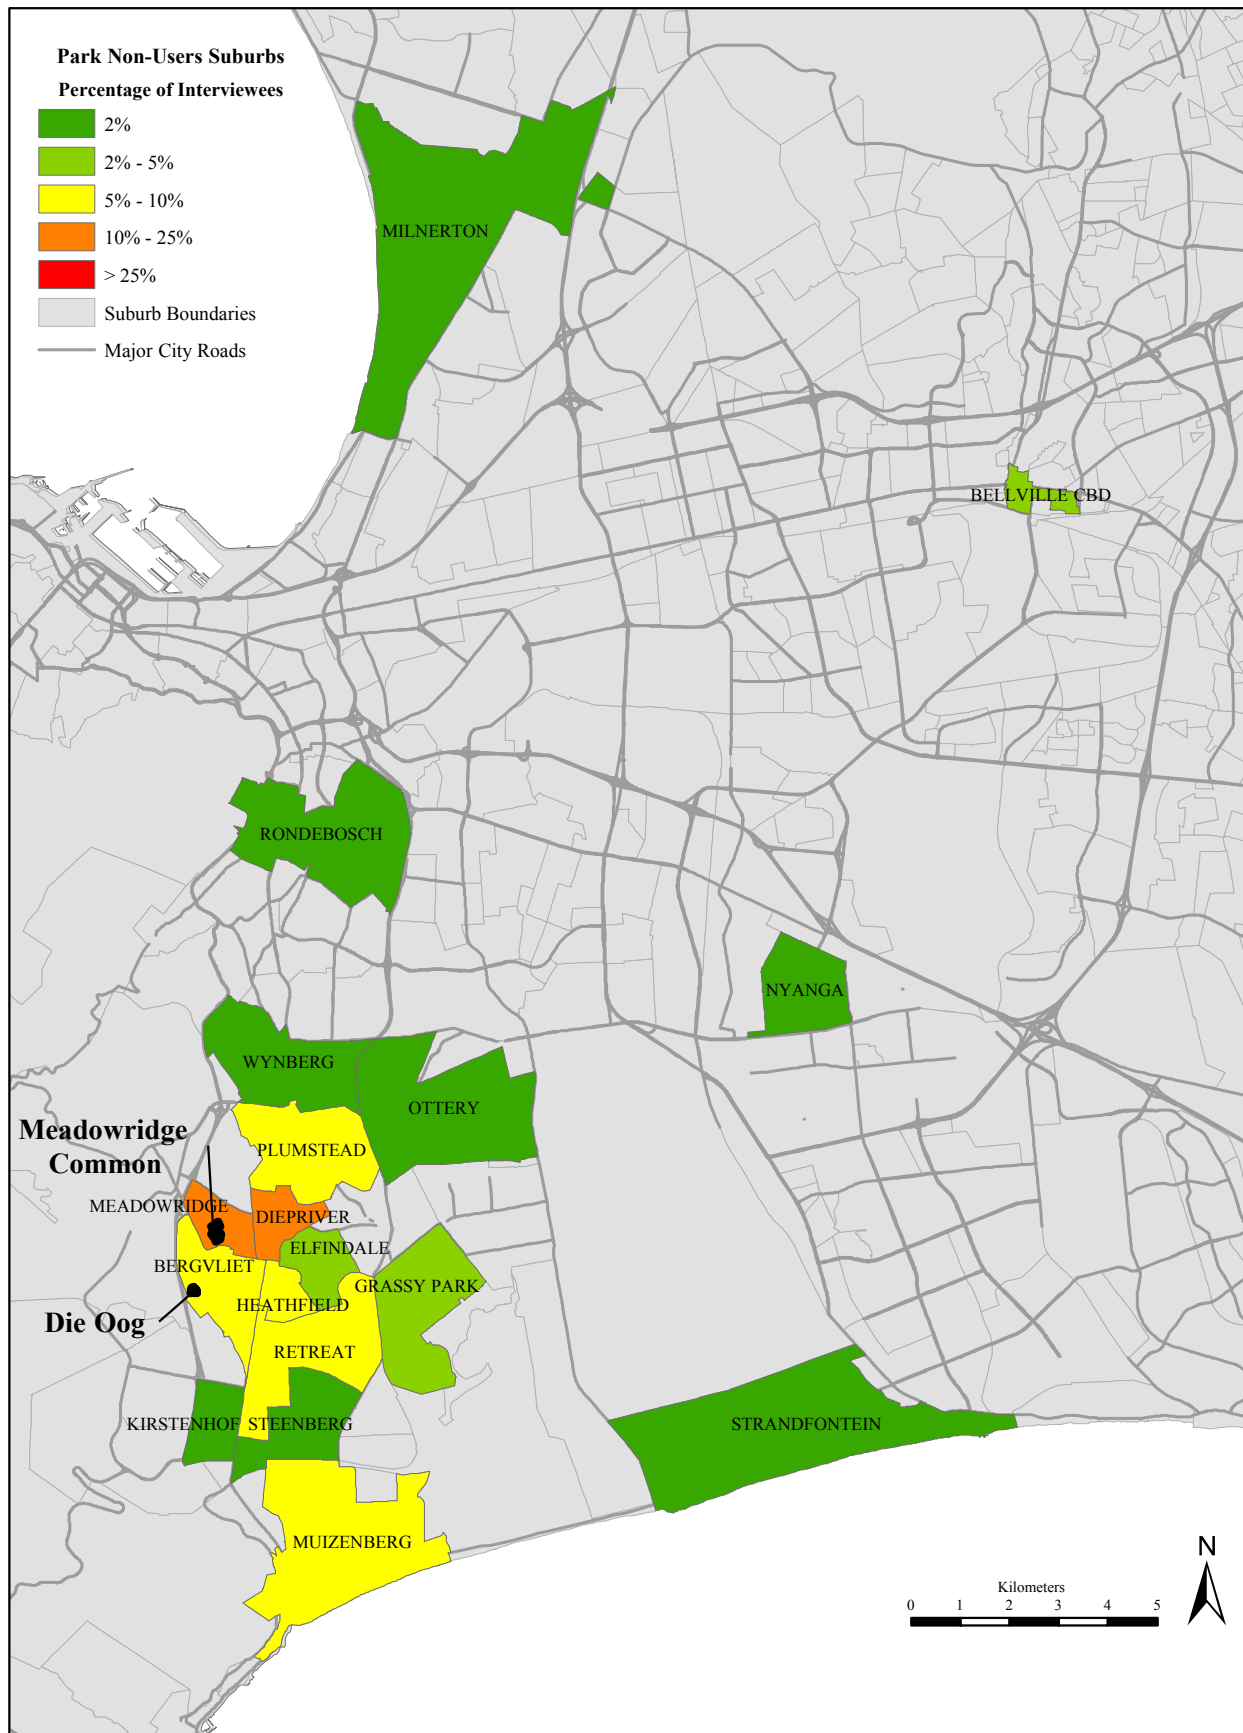 Park Non-Users Suburbs
Percentage of Interviewees
2%
2% - 5%
5% - 10%
10% - 25%
> 25%
Suburb Boundaries
Major City Roads
MILNERTON
BELLVILLE CBD
RONDEBOSCH
NYANGA
WYNBERG
OTTERY
Meadowridge
Common
PLUMSTEAD
MEADOWRIDGE
DIEPRIVER
ELFINDALE
BERGVLIET
GRASSY PARK
HEATHFIELD
Die Oog
RETREAT
KIRSTENHOF
STEENBERG
STRANDFONTEIN
MUIZENBERG
N
Kilometers
0 1 2 3 4 5